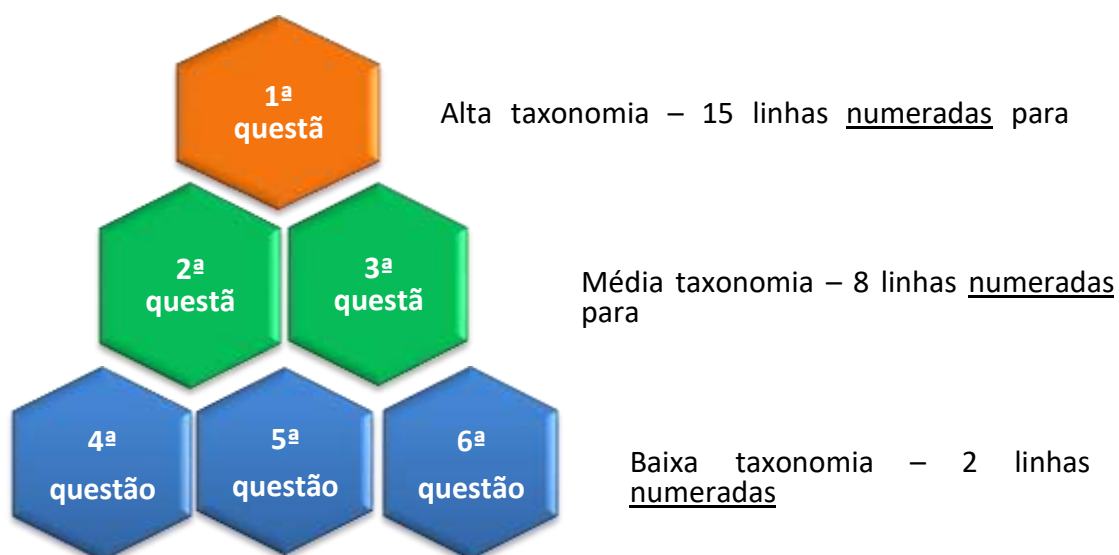 1ª
questã
Alta taxonomia – 15 linhas numeradas para
2ª
questã
3ª
questã
Média taxonomia – 8 linhas numeradas
para
4ª
questão
5ª
questão
6ª
questão
Baixa taxonomia – 2 linhas
numeradas